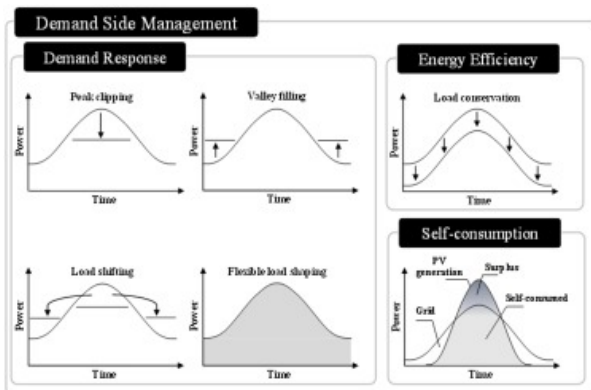 Demand Side Management
Demand Response
Peak clipping
Power
Time
Valley filling
Power
Time
Load shifting
Power
Time
Flexible load shaping
Power
Time
Energy Efficiency
Load conservation
Power
Time
Self-consumption
PV
generation
Surplus
Self-consumed
Grid
Power
Time